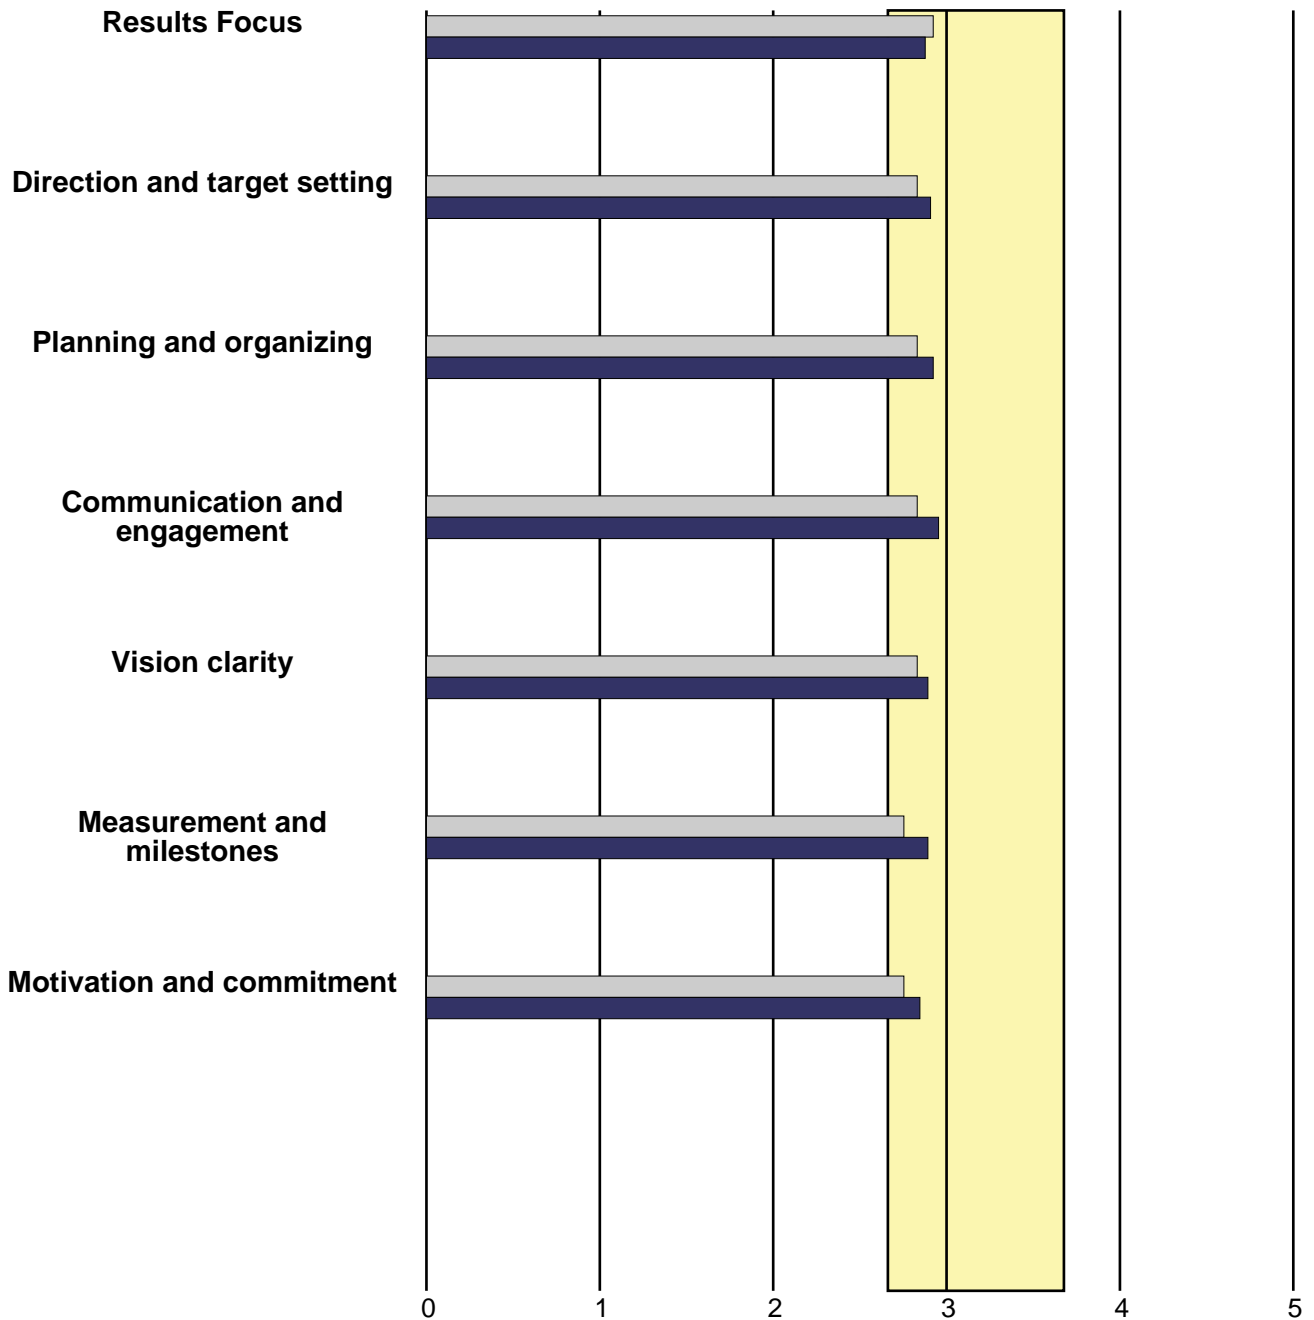 Results Focus
Direction and target setting
Planning and organizing
Communication and
engagement
Vision clarity
Measurement and
milestones
Motivation and commitment
0 1 2 3 4 5